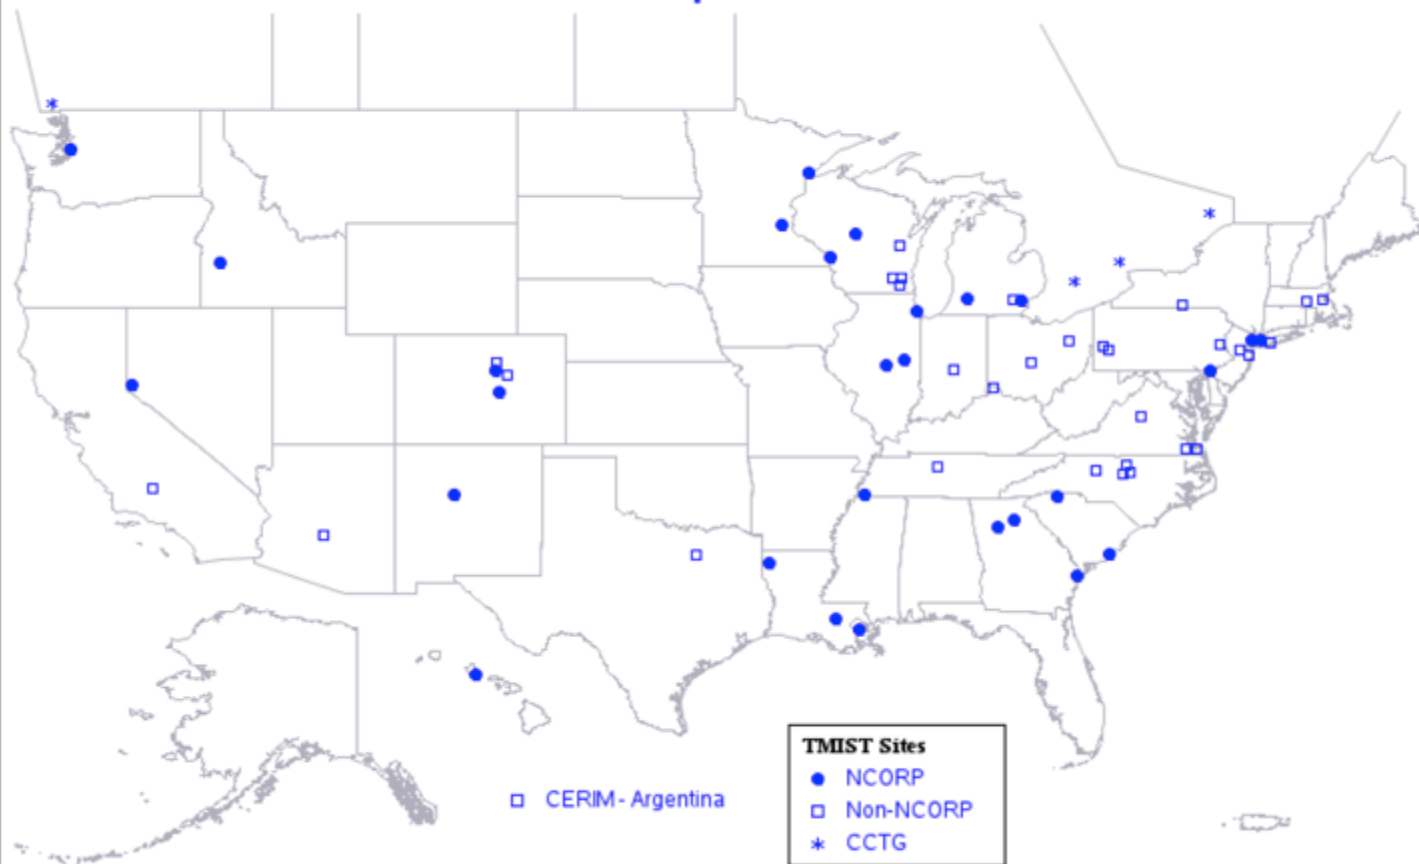 CERIM - Argentina
TMIST Sites
NCORP
Non-NCORP
CCTG